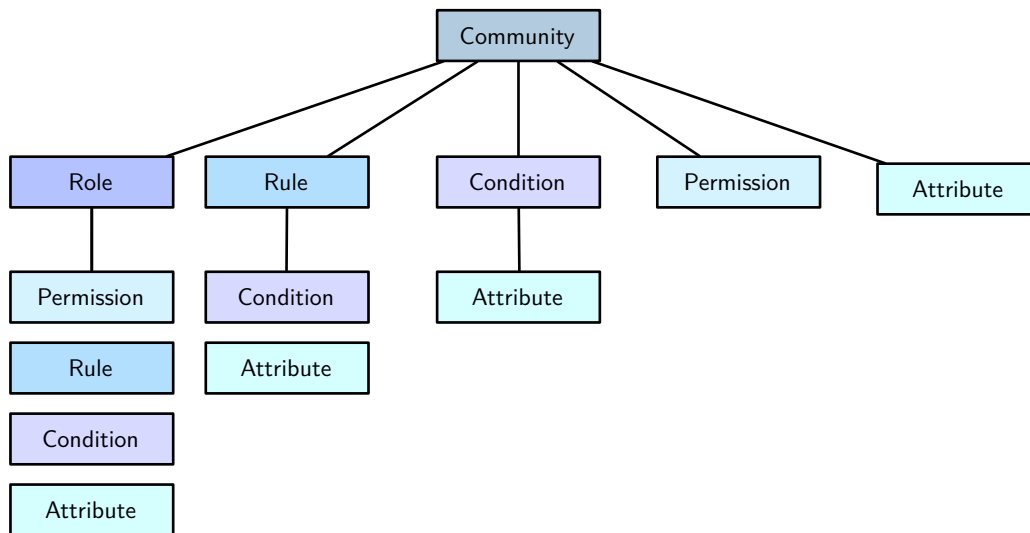 Community
Role
Rule
Condition
Permission
Attribute
Permission
Condition
Attribute
Rule
Attribute
Condition
Attribute